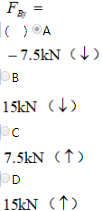 F_By =
( ) A
－7.5kN（↓）
B
15kN（↓）
C
7.5kN（↑）
D
15kN（↑）